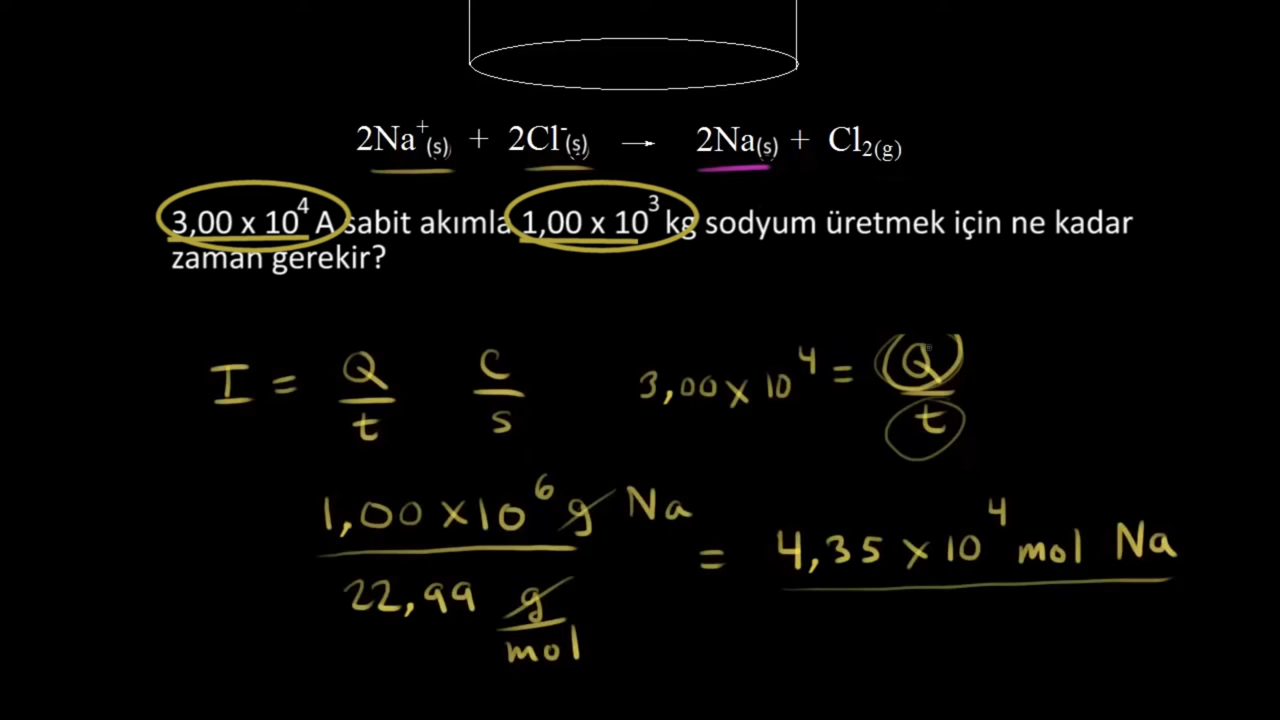 2Na⁺(s) + 2Cl⁻(s) → 2Na(s) + Cl₂(g)
3,00 x 10⁴ A sabit akımla 1,00 x 10³ kg sodyum üretmek için ne kadar
zaman gerekir?
I = Q/t C/s 3,00 x 10⁴ = Q/t
1,00 x 10⁶ g Na / 22,99 g/mol = 4,35 x 10⁴ mol Na